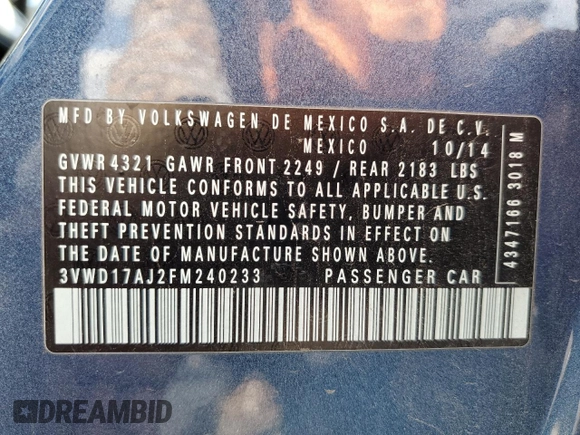 MFD BY VOLKSWAGEN DE MEXICO S.A. DE C.V.
MEXICO 10/14
GVWR 4321 GAWR FRONT 2249 / REAR 2183 LBS
THIS VEHICLE CONFORMS TO ALL APPLICABLE U.S.
FEDERAL MOTOR VEHICLE SAFETY, BUMPER AND
THEFT PREVENTION STANDARDS IN EFFECT ON
THE DATE OF MANUFACTURE SHOWN ABOVE.
3VWD17AJ2FM240233 PASSENGER CAR
4347166 3018 M
DREAMBID